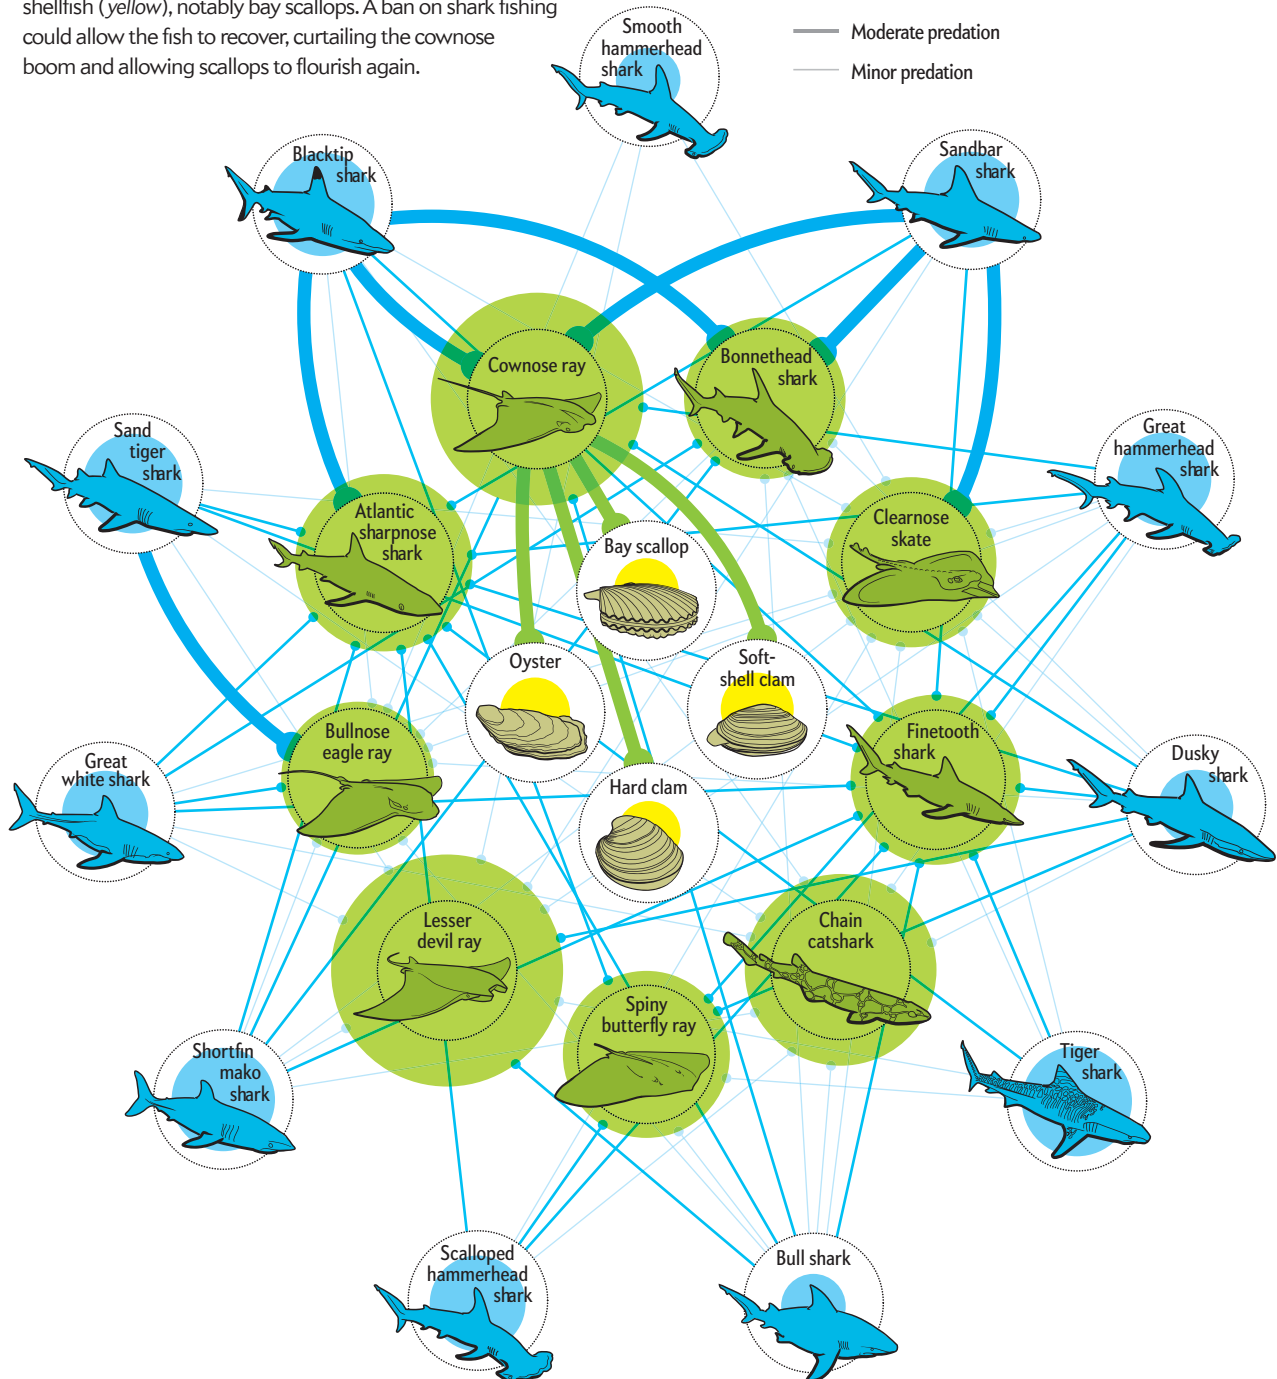 shellfish (yellow), notably bay scallops. A ban on shark fishing
could allow the fish to recover, curtailing the cownose
boom and allowing scallops to flourish again.
Moderate predation
Minor predation
Smooth
hammerhead
shark
Blacktip
shark
Sandbar
shark
Cownose ray
Bonnethead
shark
Sand
tiger
shark
Great
hammerhead
shark
Atlantic
sharpnose
shark
Clearnose
skate
Bay scallop
Oyster
Soft-
shell clam
Bullnose
eagle ray
Finetooth
shark
Great
white shark
Dusky
shark
Hard clam
Lesser
devil ray
Chain
catshark
Spiny
butterfly ray
Shortfin
mako
shark
Tiger
shark
Scalloped
hammerhead
shark
Bull shark